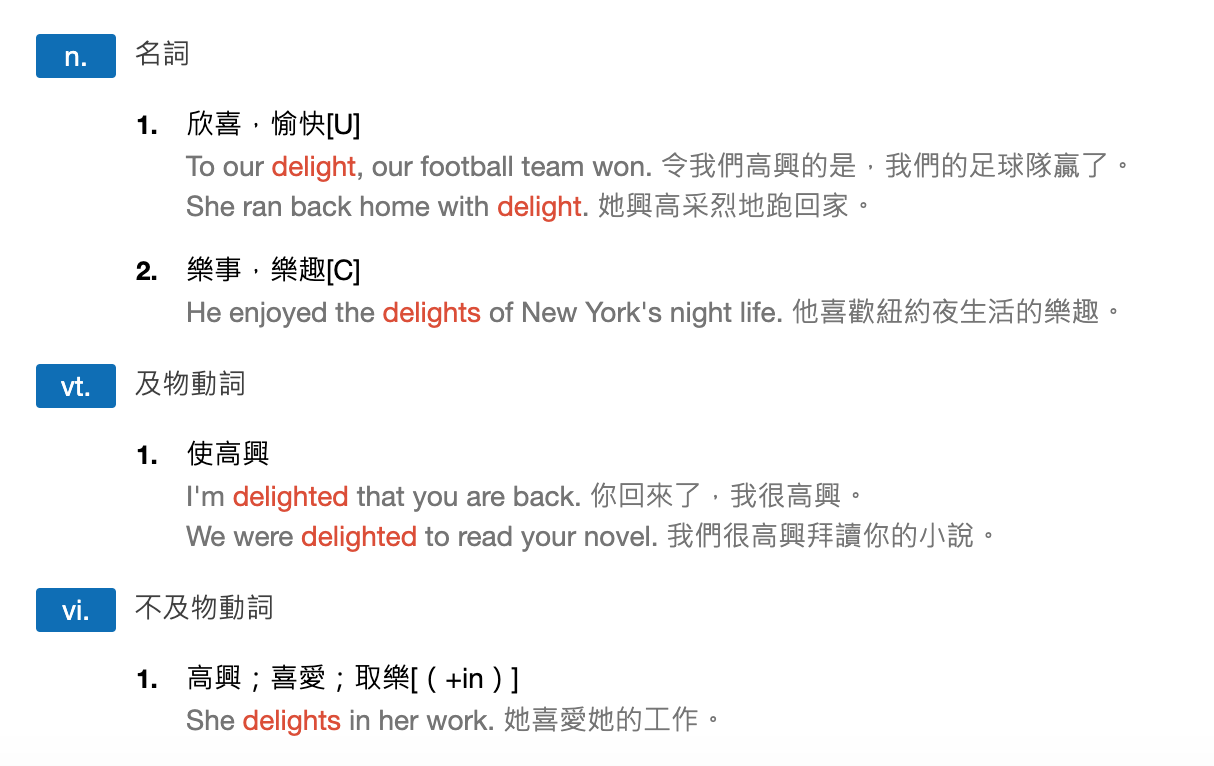 n. 名詞
1. 欣喜，愉快[U]
To our delight, our football team won. 令我們高興的是，我們的足球隊贏了。
She ran back home with delight. 她興高采烈地跑回家。
2. 樂事，樂趣[C]
He enjoyed the delights of New York's night life. 他喜歡紐約夜生活的樂趣。
vt. 及物動詞
1. 使高興
I'm delighted that you are back. 你回來了，我很高興。
We were delighted to read your novel. 我們很高興拜讀你的小說。
vi. 不及物動詞
1. 高興；喜愛；取樂[（+in）]
She delights in her work. 她喜愛她的工作。